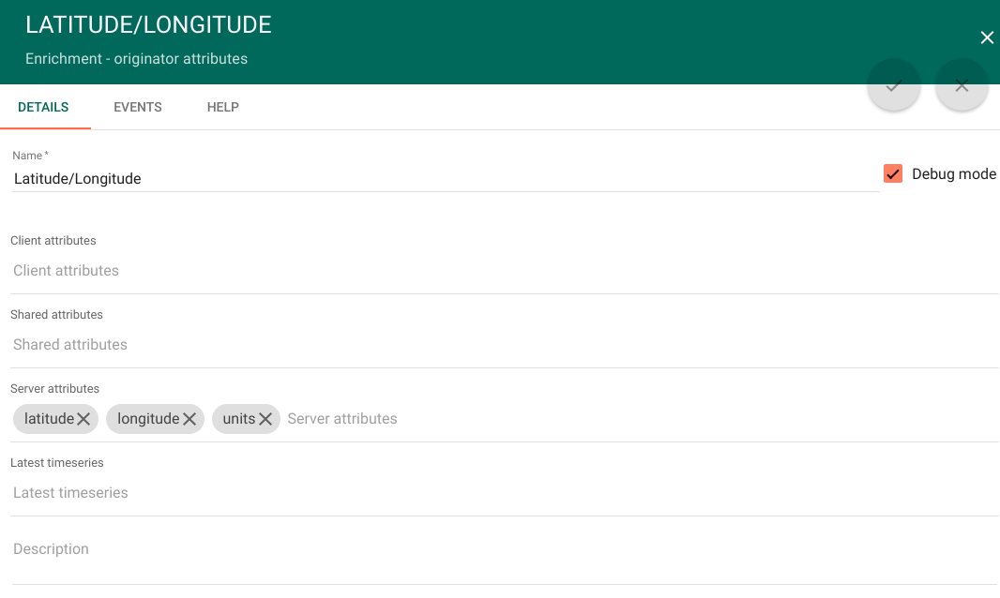 LATITUDE/LONGITUDE
Enrichment - originator attributes
DETAILS EVENTS HELP
Name *
Latitude/Longitude
Debug mode
Client attributes
Client attributes
Shared attributes
Shared attributes
Server attributes
latitude longitude units Server attributes
Latest timeseries
Latest timeseries
Description